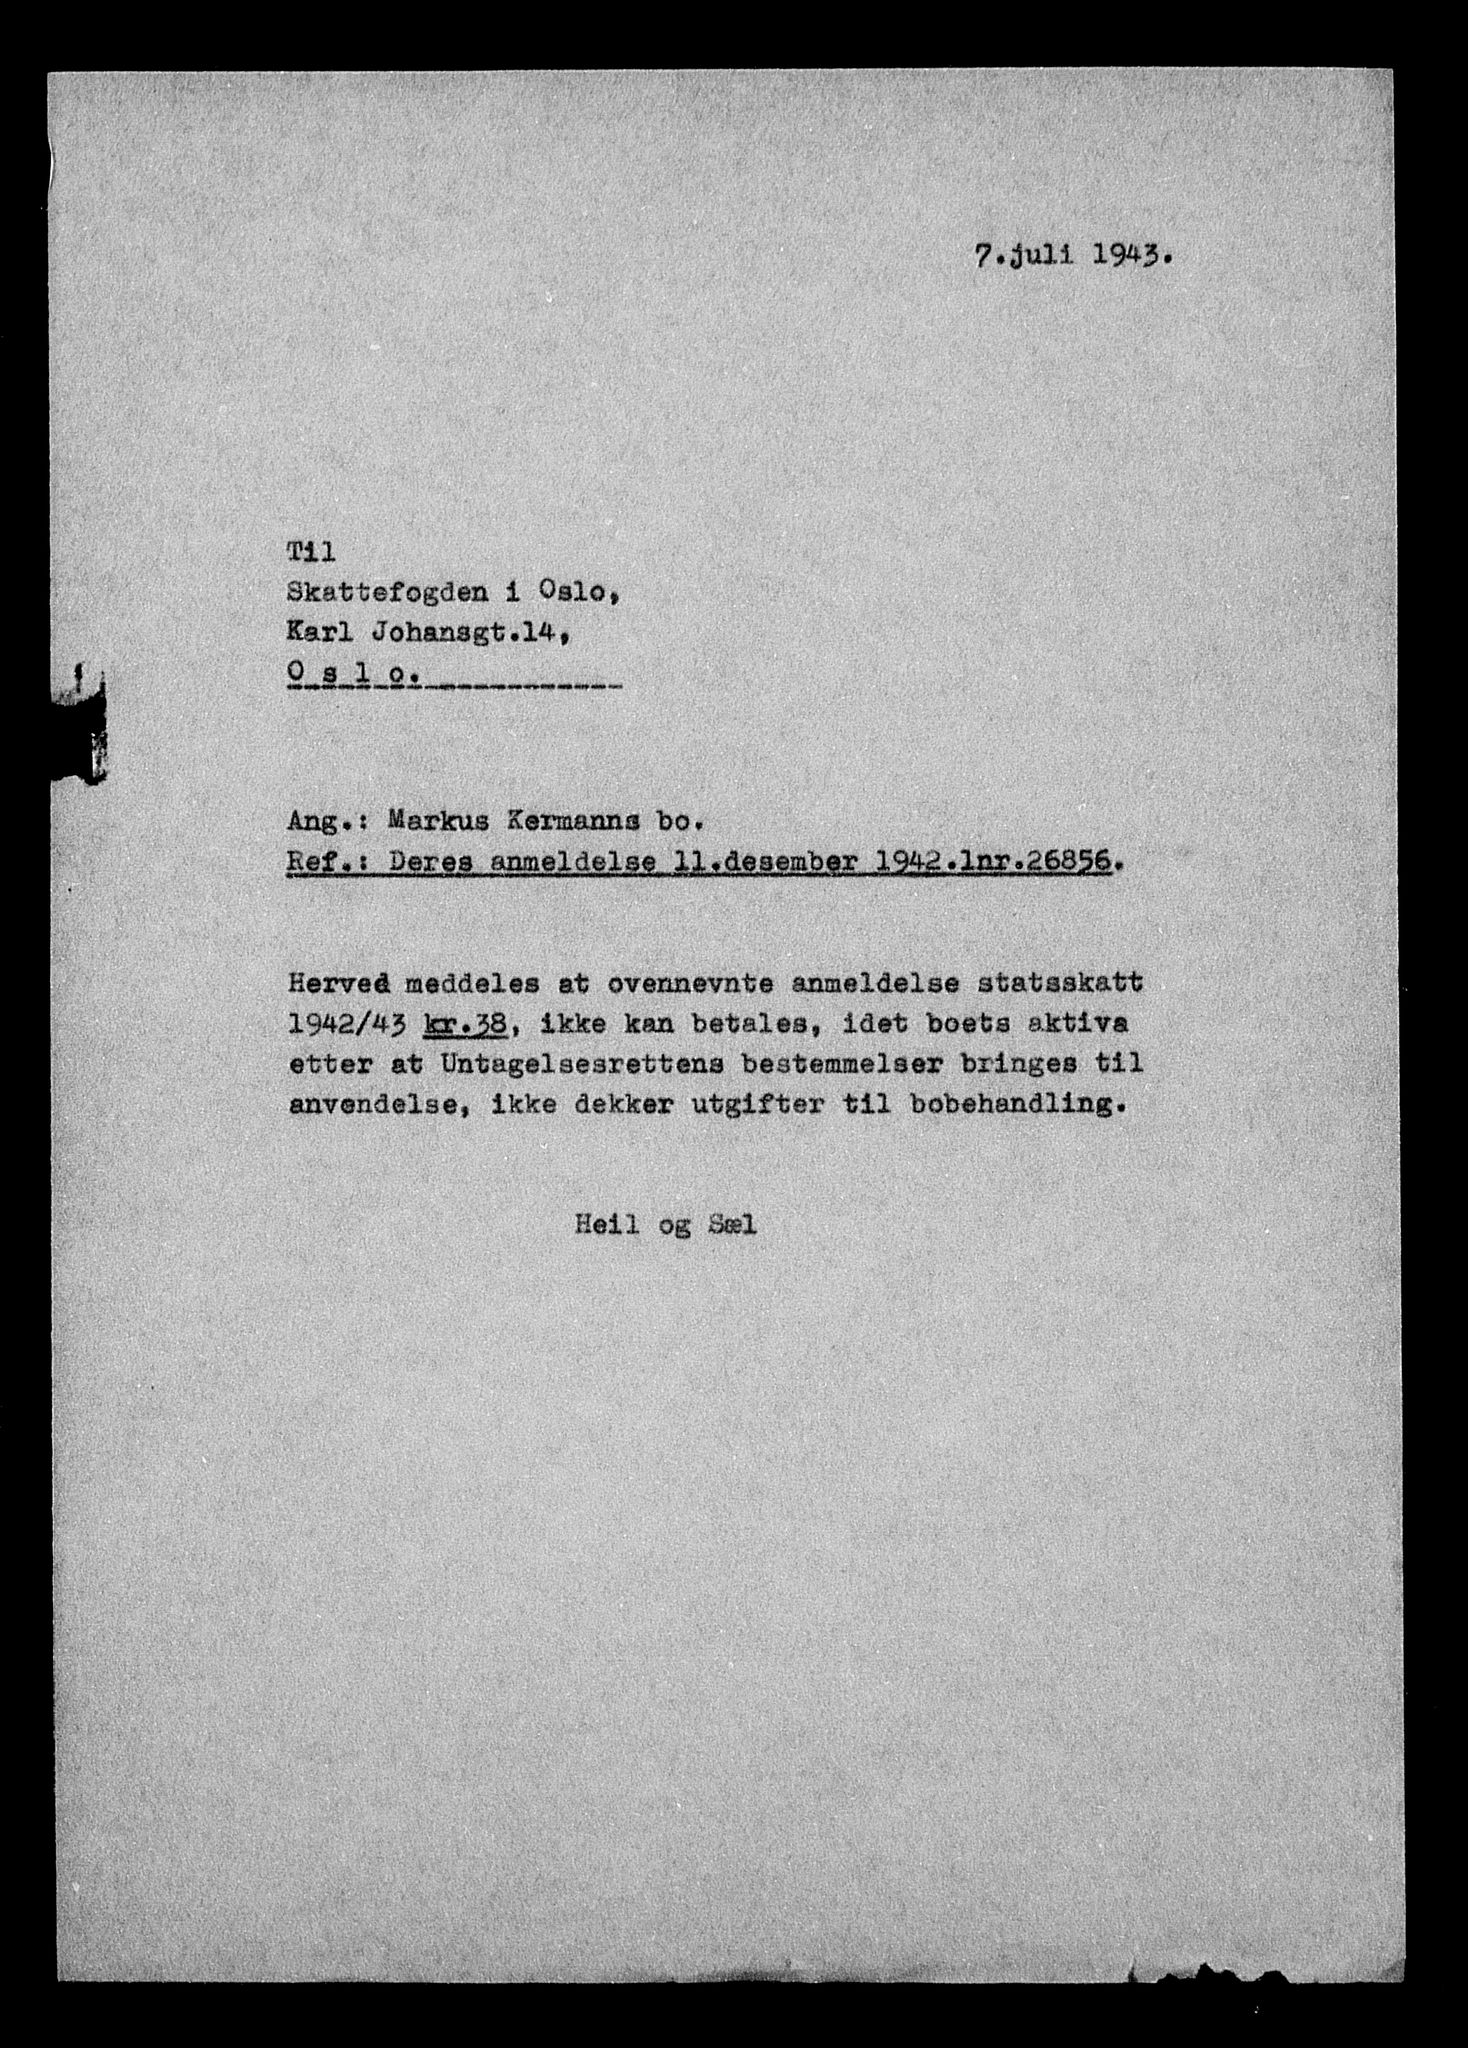 7.juli 1943.
Til
Skattefogden i Oslo,
Karl Johansgt.14,
O s l o.
Ang.: Markus Kermanns bo.
Ref.: Deres anmeldelse 11.desember 1942.lnr.26856.
Herved meddeles at ovennevnte anmeldelse statsskatt
1942/43 kr.38, ikke kan betales, idet boets aktiva
etter at Untagelsesrettens bestemmelser bringes til
anvendelse, ikke dekker utgifter til bobehandling.
Heil og Sæl